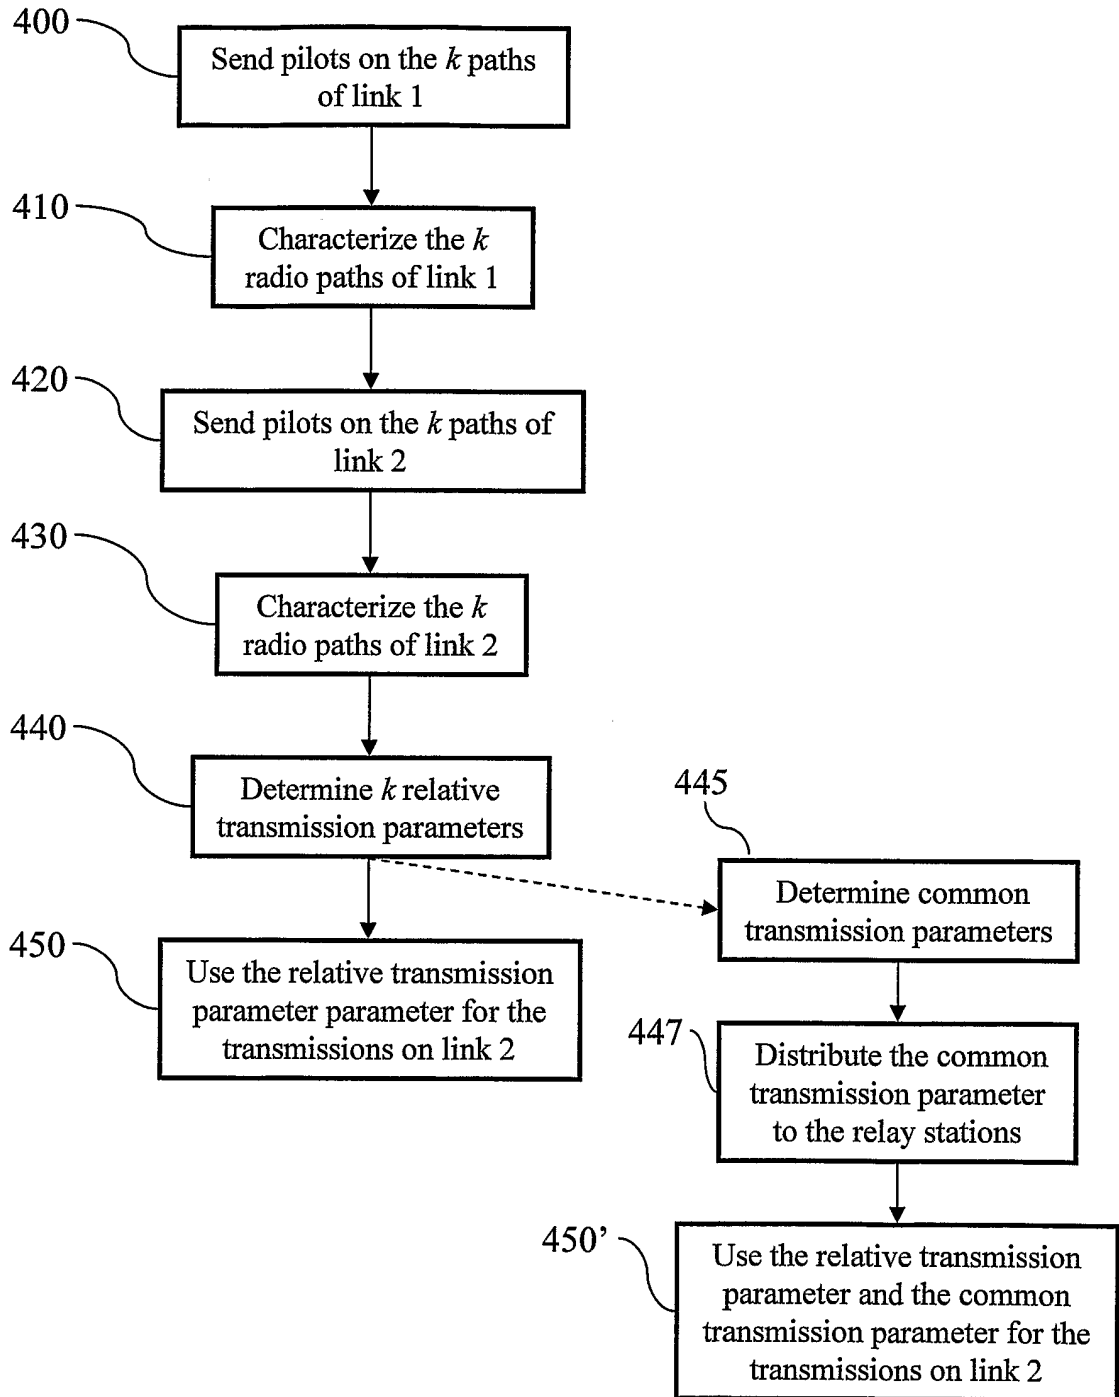 400
Send pilots on the k paths
of link 1
410
Characterize the k
radio paths of link 1
420
Send pilots on the k paths of
link 2
430
Characterize the k
radio paths of link 2
440
Determine k relative
transmission parameters
445
Determine common
transmission parameters
450
Use the relative transmission
parameter parameter for the
transmissions on link 2
447
Distribute the common
transmission parameter
to the relay stations
450’
Use the relative transmission
parameter and the common
transmission parameter for the
transmissions on link 2